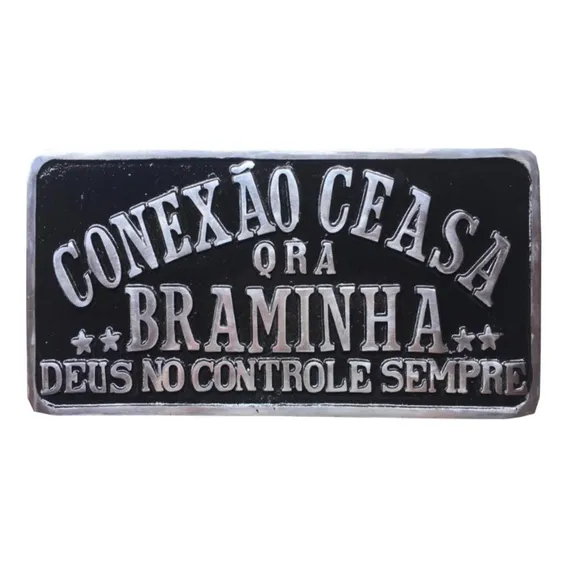 CONEXÃO CEASA
QRA
BRAMINHA
DEUS NO CONTROLE SEMPRE